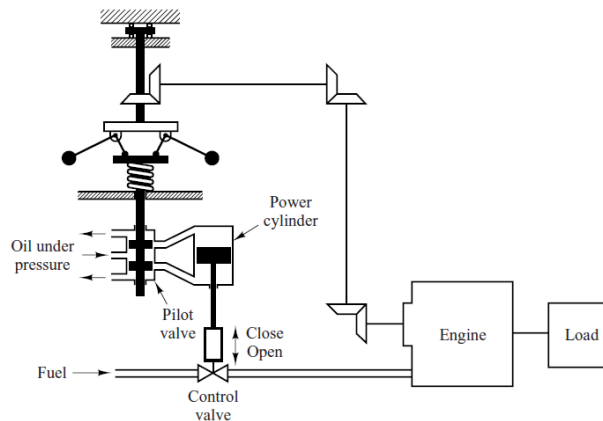 Power
cylinder
Oil under
pressure
Pilot
valve
Close
Open
Engine
Load
Fuel
Control
valve